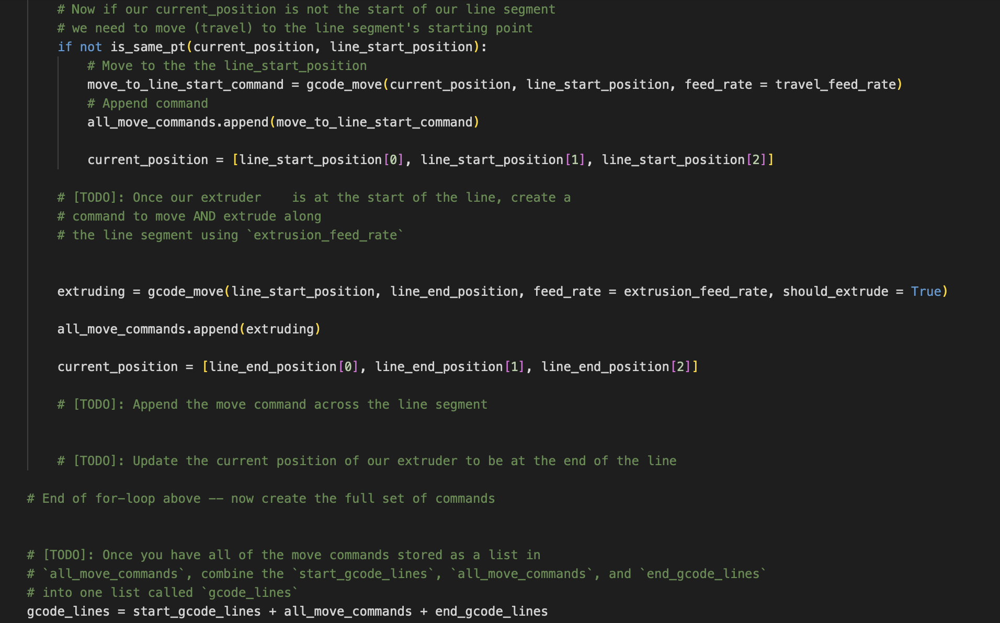 # Now if our current_position is not the start of our line segment
# we need to move (travel) to the line segment's starting point
if not is_same_pt(current_position, line_start_position):
# Move to the the line_start_position
move_to_line_start_command = gcode_move(current_position, line_start_position, feed_rate = travel_feed_rate)
# Append command
all_move_commands.append(move_to_line_start_command)
current_position = [line_start_position[0], line_start_position[1], line_start_position[2]]
# [TODO]: Once our extruder    is at the start of the line, create a
# command to move AND extrude along
# the line segment using `extrusion_feed_rate`
extruding = gcode_move(line_start_position, line_end_position, feed_rate = extrusion_feed_rate, should_extrude = True)
all_move_commands.append(extruding)
current_position = [line_end_position[0], line_end_position[1], line_end_position[2]]
# [TODO]: Append the move command across the line segment
# [TODO]: Update the current position of our extruder to be at the end of the line
# End of for-loop above -- now create the full set of commands
# [TODO]: Once you have all of the move commands stored as a list in
# `all_move_commands`, combine the `start_gcode_lines`, `all_move_commands`, and `end_gcode_lines`
# into one list called `gcode_lines`
gcode_lines = start_gcode_lines + all_move_commands + end_gcode_lines